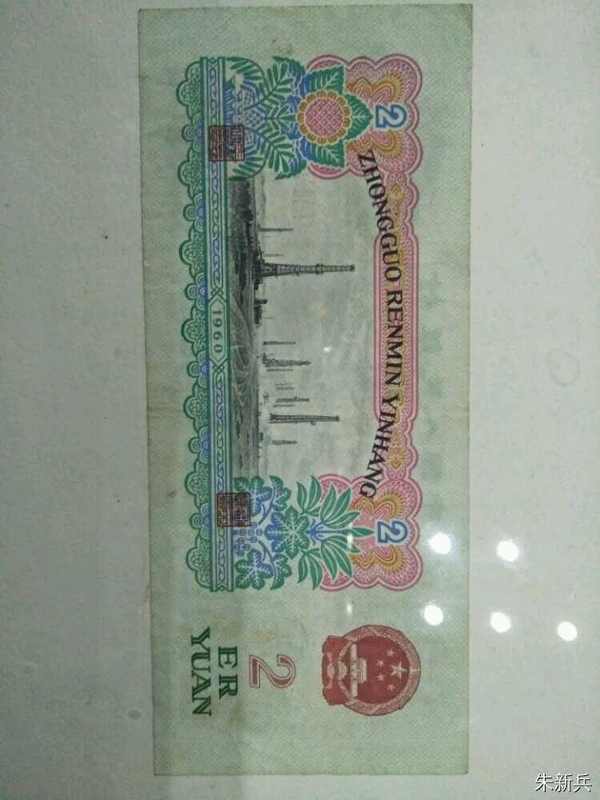 ZHONGGUO RENMIN YINHANG
2
2
1960
2
ER
YUAN
朱新兵